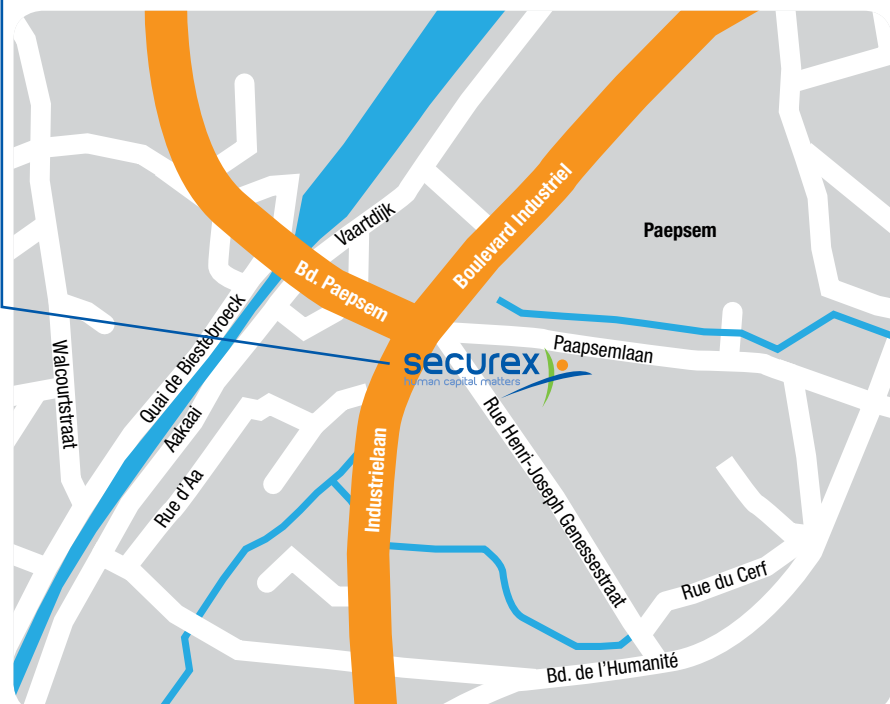 Vaartdijk
Boulevard Industriel
Paepsem
Bd. Paepsem
Quai de Biestebroeck
Walcourtstraat
Paapsemlaan
securex
human capital matters
Aakaai
Rue d'Aa
Industrielaan
Rue Henri-Joseph Genessestraat
Rue du Cerf
Bd. de l'Humanité